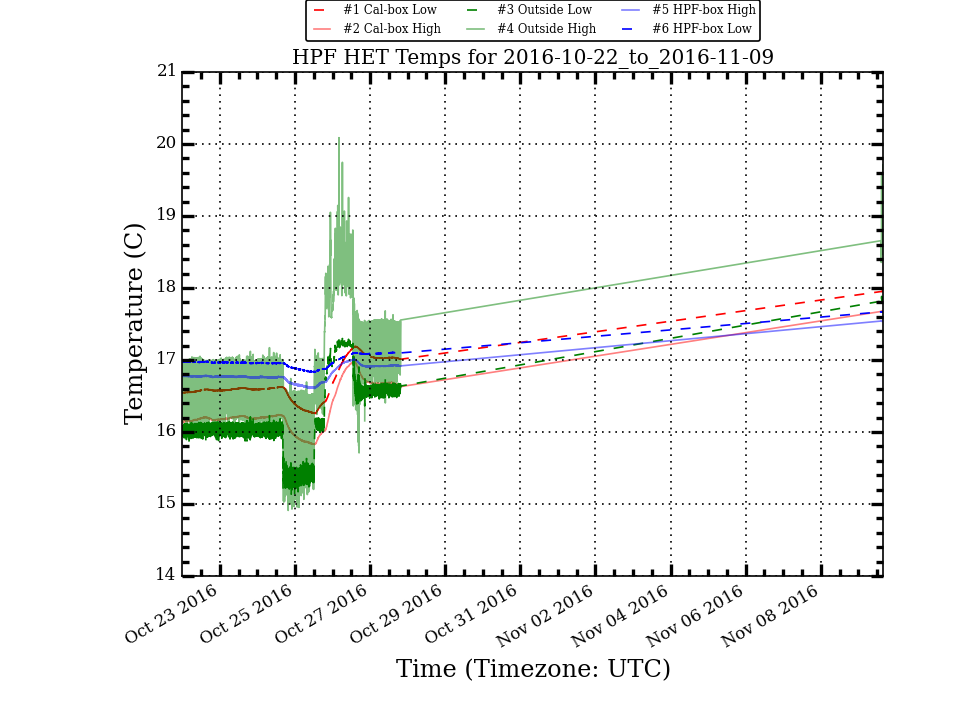 #1 Cal-box Low #3 Outside Low #5 HPF-box High
#2 Cal-box High #4 Outside High #6 HPF-box Low
HPF HET Temps for 2016-10-22_to_2016-11-09
21
20
19
18
17
16
15
14
Temperature (C)
Oct 23 2016
Oct 25 2016
Oct 27 2016
Oct 29 2016
Oct 31 2016
Nov 02 2016
Nov 04 2016
Nov 06 2016
Nov 08 2016
Time (Timezone: UTC)